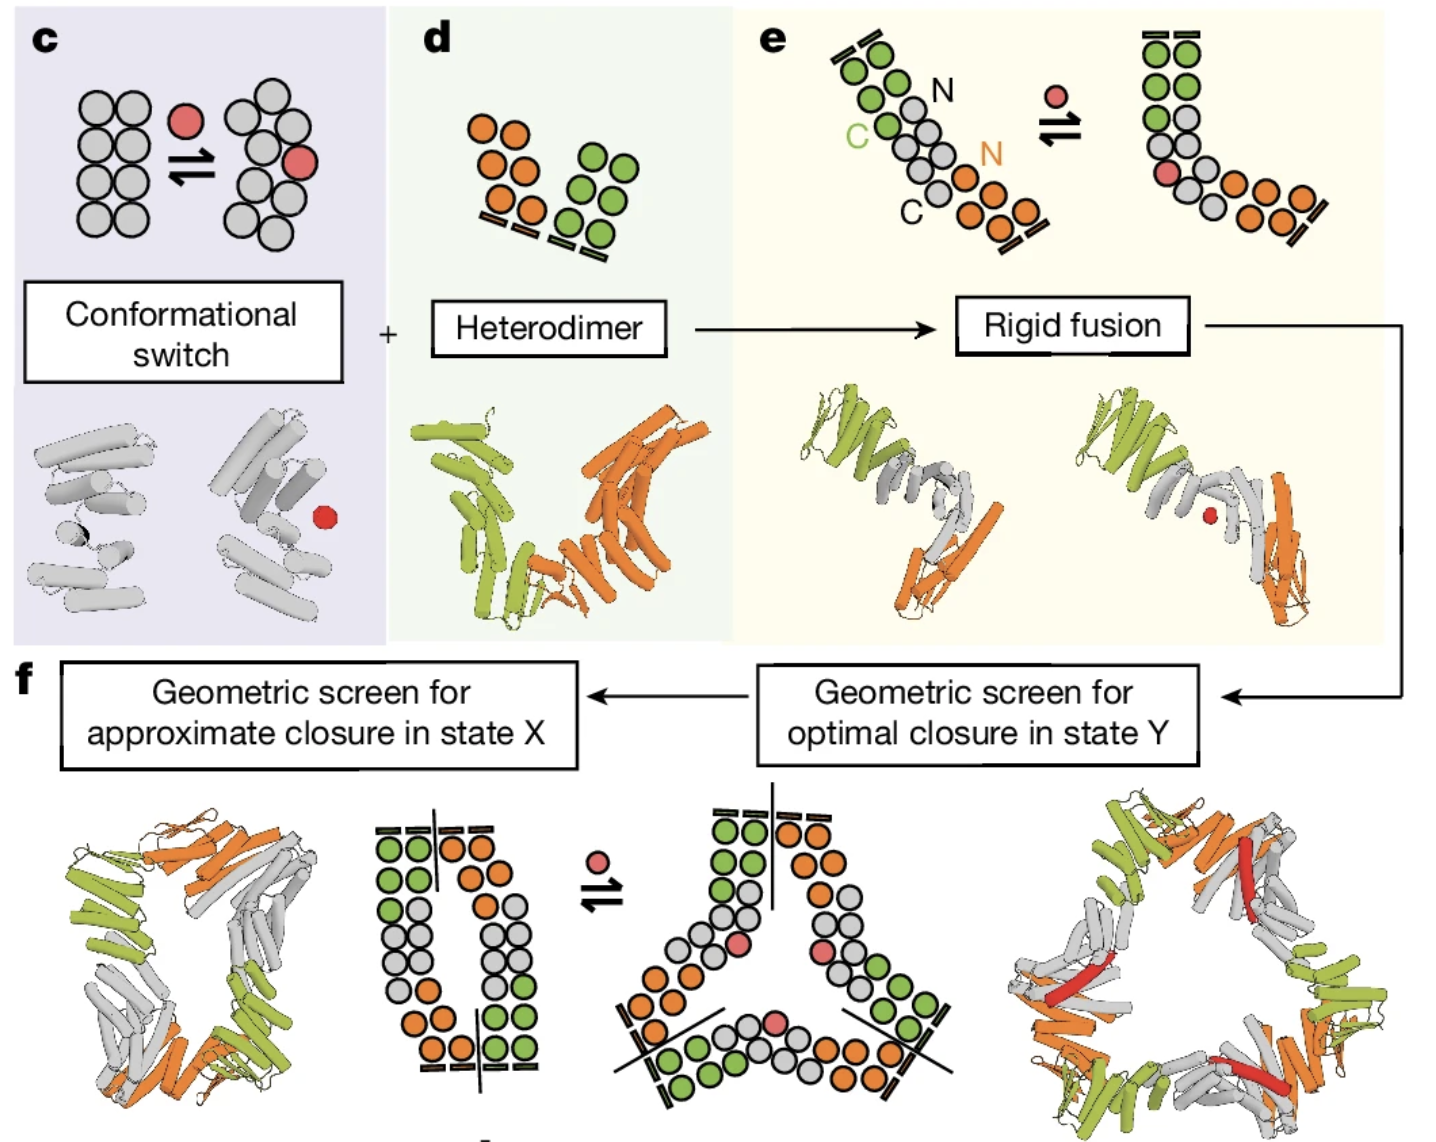 c
d
e
N
C
N
C
Conformational
switch
+
Heterodimer
Rigid fusion
f
Geometric screen for
approximate closure in state X
Geometric screen for
optimal closure in state Y